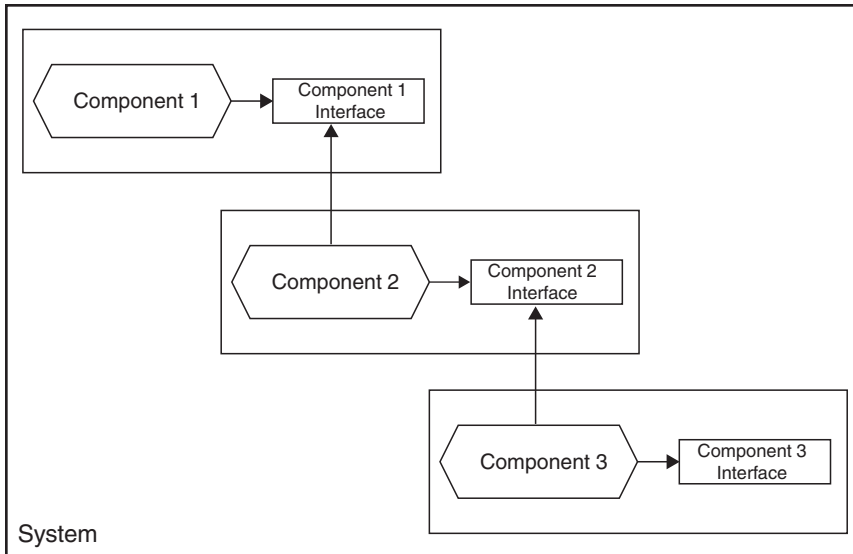 Component 1
Component 1
Interface
Component 2
Component 2
Interface
Component 3
Component 3
Interface
System